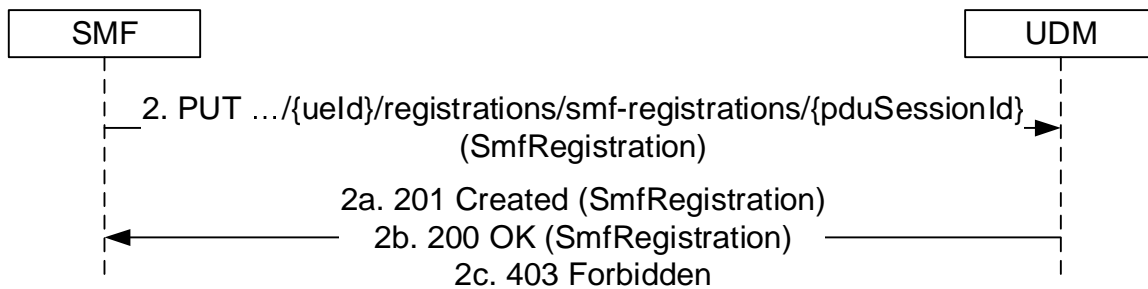 SMF
UDM
2. PUT …/{ueId}/registrations/smf-registrations/{pduSessionId}
(SmfRegistration)
2a. 201 Created (SmfRegistration)
2b. 200 OK (SmfRegistration)
2c. 403 Forbidden